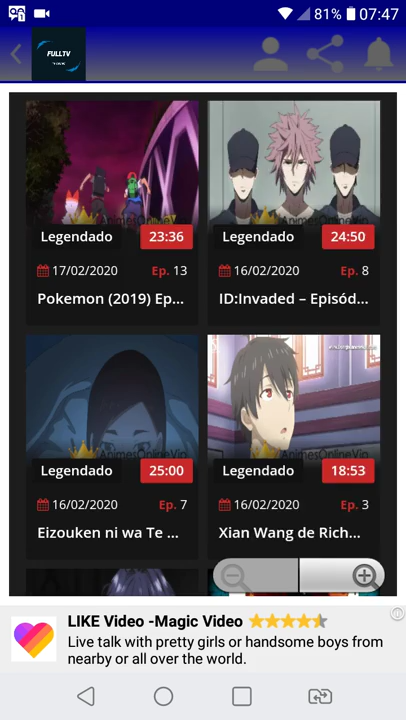 81% 07:47
FULLTV
Legendado 23:36
17/02/2020 Ep. 13
Pokemon (2019) Ep...
AnimesOnlineVip
Legendado 24:50
16/02/2020 Ep. 8
ID:Invaded – Episód...
AnimesOnlineVip
Legendado 25:00
16/02/2020 Ep. 7
Eizouken ni wa Te ...
AnimesOnlineVip
Legendado 18:53
16/02/2020 Ep. 3
Xian Wang de Rich...
LIKE Video -Magic Video
Live talk with pretty girls or handsome boys from
nearby or all over the world.